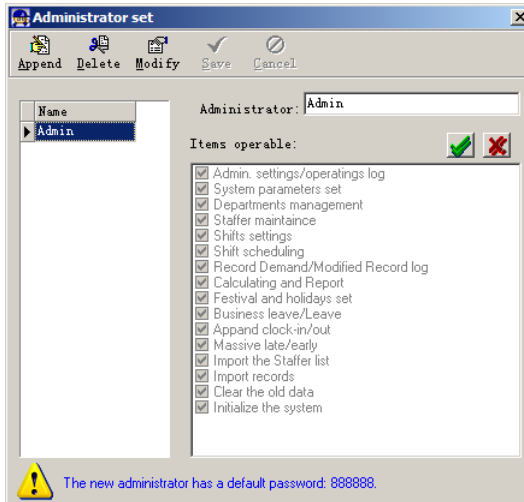 Administrator set
Append Delete Modify Save Cancel
Name
Admin
Administrator: Admin
Items operable:
Admin. settings/operatings log
System parameters set
Departments management
Staffer maintaince
Shifts settings
Shift scheduling
Record Demand/Modified Record log
Calculating and Report
Festival and holidays set
Business leave/Leave
Appand clock-in/out
Massive late/early
Import the Staffer list
Import records
Clear the old data
Initialize the system
The new administrator has a default password: 888888.